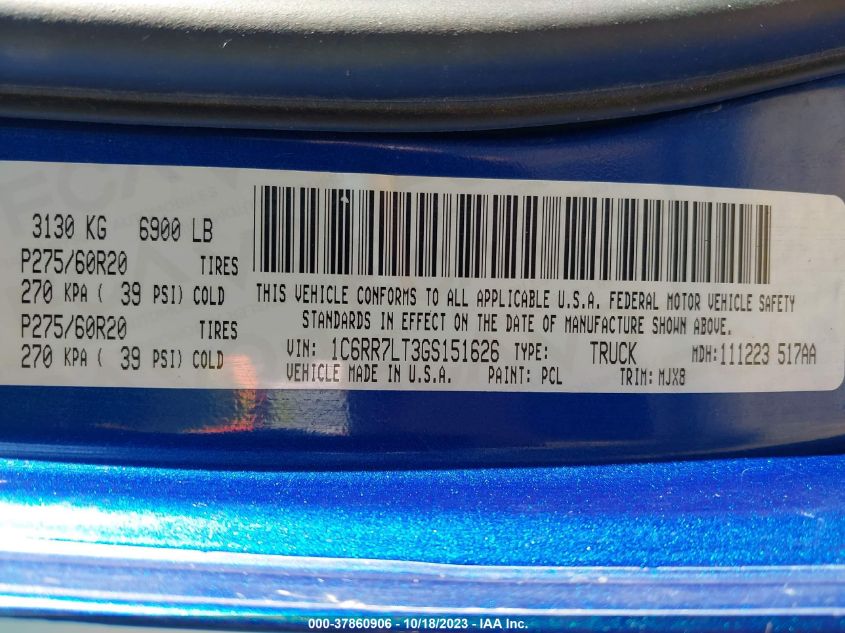 3130 KG 6900 LB
P275/60R20 TIRES
270 KPA ( 39 PSI) COLD
P275/60R20 TIRES
270 KPA ( 39 PSI) COLD
THIS VEHICLE CONFORMS TO ALL APPLICABLE U.S.A. FEDERAL MOTOR VEHICLE SAFETY
STANDARDS IN EFFECT ON THE DATE OF MANUFACTURE SHOWN ABOVE.
VIN: 1C6RR7LT3GS151626 TYPE: TRUCK MDH:111223 517AA
VEHICLE MADE IN U.S.A. PAINT: PCL TRIM: MJX8
000-37860906 - 10/18/2023 - IAA Inc.